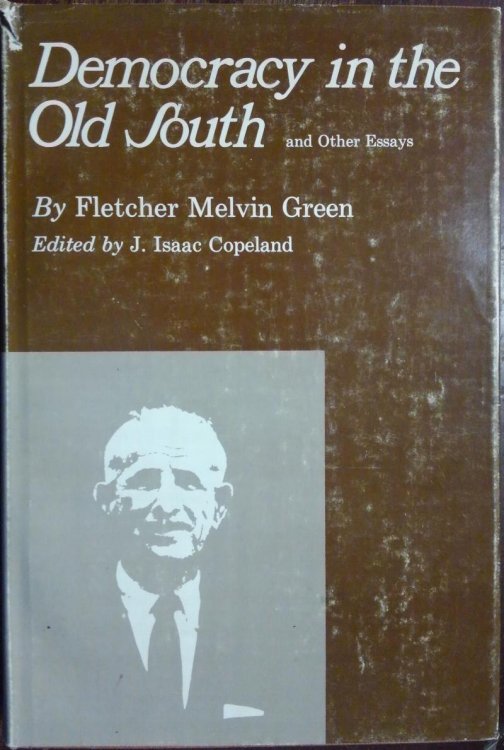 Democracy in the
Old South and Other Essays
By Fletcher Melvin Green
Edited by J. Isaac Copeland